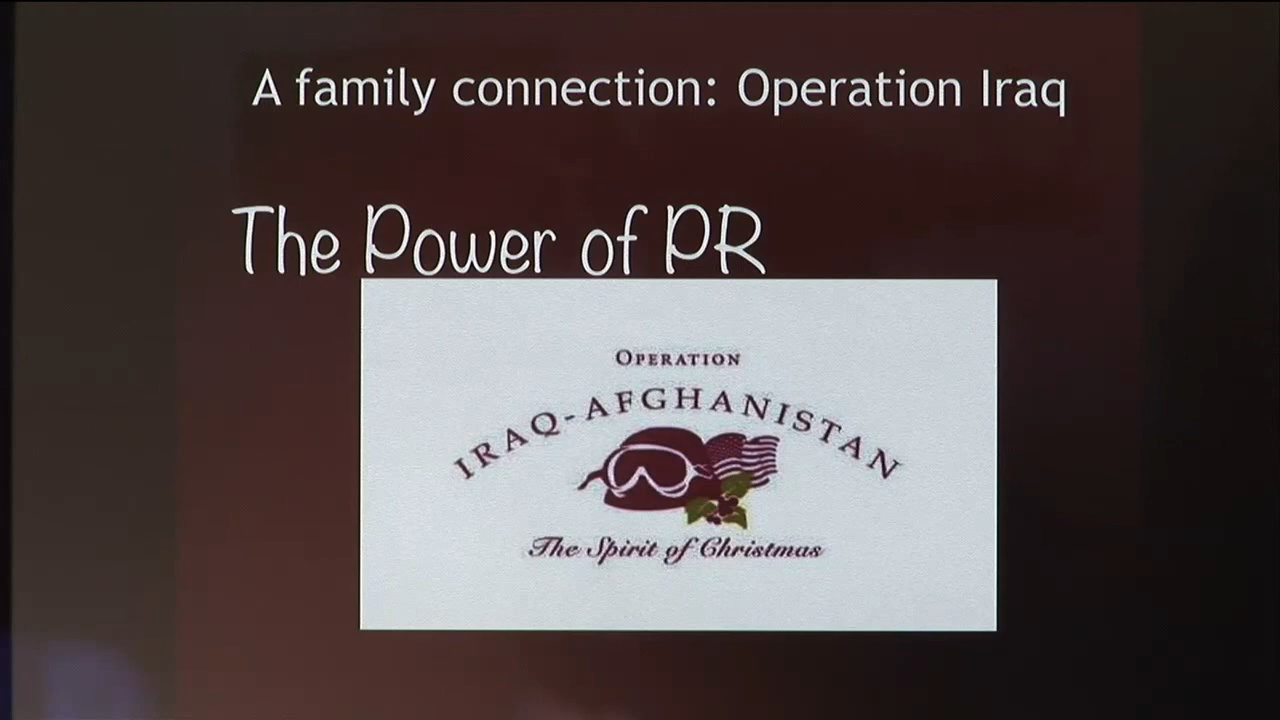 A family connection: Operation Iraq
The Power of PR
OPERATION
IRAQ-AFGHANISTAN
The Spirit of Christmas